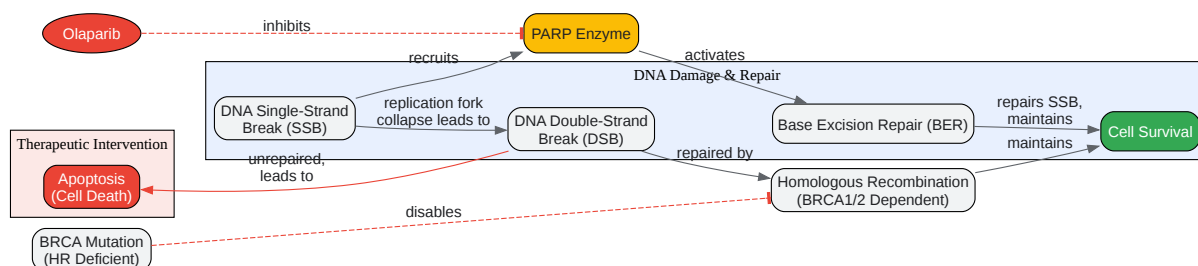 inhibits
Olaparib
PARP Enzyme
recruits
activates
DNA Damage & Repair
DNA Single-Strand
Break (SSB)
replication fork
collapse leads to
DNA Double-Strand
Break (DSB)
Base Excision Repair (BER)
repairs SSB,
maintains
Cell Survival
maintains
Therapeutic Intervention
Apoptosis
(Cell Death)
unrepaired,
leads to
repaired by
Homologous Recombination
(BRCA1/2 Dependent)
disables
BRCA Mutation
(HR Deficient)